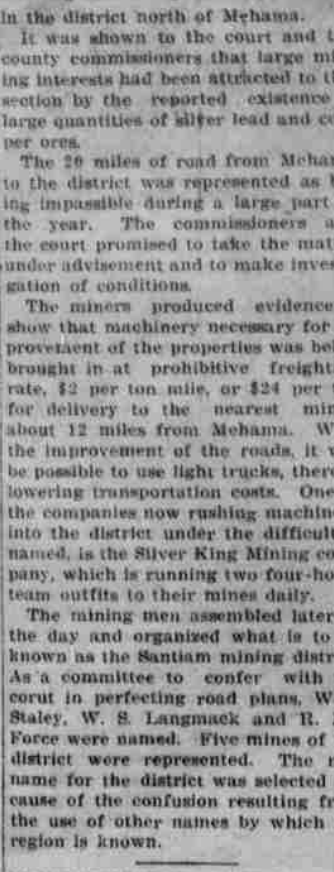 in the district north of Mehama.
It was shown to the court and t
county commissioners that large mi
ing interests had been attracted to t
section by the reported existence
large quantities of silver lead and co
per ores.
The 20 miles of road from Meha
to the district was represented as b
ing impassible during a large part
the year. The commissioners a
the court promised to take the mat
under advisement and to make inves
gation of conditions.
The miners produced evidence
show that machinery necessary for
provement of the properties was bei
brought in at prohibitive freight
rate, $2 per ton mile, or $24 per
for delivery to the nearest min
about 12 miles from Mehama. W
the improvement of the roads, it w
be possible to use light trucks, there
lowering transportation costs. One
the companies now rushing machine
into the district under the difficult
named, is the Silver King Mining co
pany, which is running two four-ho
team outfits to their mines daily.
The mining men assembled later
the day and organized what is to
known as the Santiam mining distr
As a committee to confer with
corut in perfecting road plans, W
Staley, W. S. Langmack and R.
Force were named. Five mines of
district were represented. The n
name for the district was selected
cause of the confusion resulting fr
the use of other names by which
region is known.